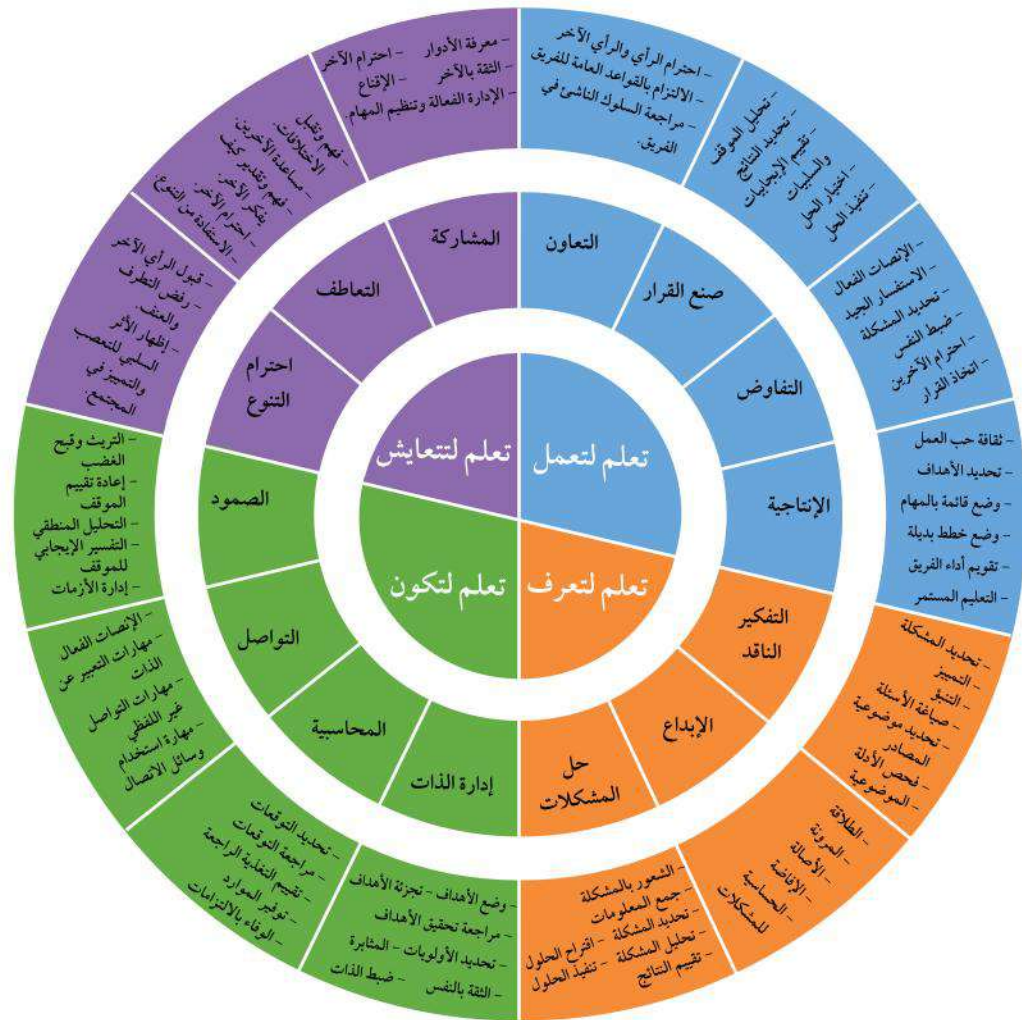 تعلم لتعمل
تعلم لتعرف
تعلم لتكون
تعلم لتتعايش
التعاون
– احترام الرأي والرأي الآخر
– الالتزام بالقواعد العامة للفريق
– مراجعة السلوك الناشئ في
الفريق.
صنع القرار
– تحليل الموقف
– تحديد النتائج
– تقييم الإيجابيات
والسلبيات
– اختيار الحل
– تنفيذ الحل
التفاوض
– الإنصات الفعال
– الاستفسار الجيد
– تحديد المشكلة
– ضبط النفس
– احترام الآخرين
– اتخاذ القرار
الإنتاجية
– ثقافة حب العمل
– تحديد الأهداف
– وضع قائمة بالمهام
– وضع خطط بديلة
– تقويم أداء الفريق
– التعليم المستمر
التفكير
الناقد
– تحديد المشكلة
– التمييز
– التنبؤ
– صياغة الأسئلة
– تحديد موضوعية
المصادر
– فحص الأدلة
– الموضوعية
الإبداع
– الطلاقة
– المرونة
– الأصالة
– الإفاضة
– الحساسية
للمشكلات
حل
المشكلات
– الشعور بالمشكلة
– جمع المعلومات
– تحديد المشكلة – اقتراح الحلول
– تحليل المشكلة – تنفيذ الحلول
– تقييم النتائج
إدارة الذات
– وضع الأهداف – تجزئة الأهداف
– مراجعة تحقيق الأهداف
– تحديد الأولويات – المثابرة
– الثقة بالنفس – ضبط الذات
المحاسبية
– تحديد التوقعات
– مراجعة التوقعات
– تقييم التغذية الراجعة
– توفير الموارد
– الوفاء بالالتزامات
التواصل
– الإنصات الفعال
– مهارات التعبير عن
الذات
– مهارات التواصل
غير اللفظي
– مهارة استخدام
وسائل الاتصال
الصمود
– التريث وقبح
الغضب
– إعادة تقييم
الموقف
– التحليل المنطقي
– التفسير الإيجابي
للموقف
– إدارة الأزمات
احترام
التنوع
– قبول الرأي الآخر
– رفض التطرف
والعنف.
– إظهار الأثر
السلبي للتعصب
والتمييز في
المجتمع.
التعاطف
– فهم وتقبل
الاختلافات.
– مساعدة الآخرين.
– فهم وتقدير كيف
يفكر الآخر.
– احترام الآخر.
– الاستفادة من التنوع.
المشاركة
– معرفة الأدوار – احترام الآخر
– الثقة بالآخر – الإقناع
– الإدارة الفعالة وتنظيم المهام.